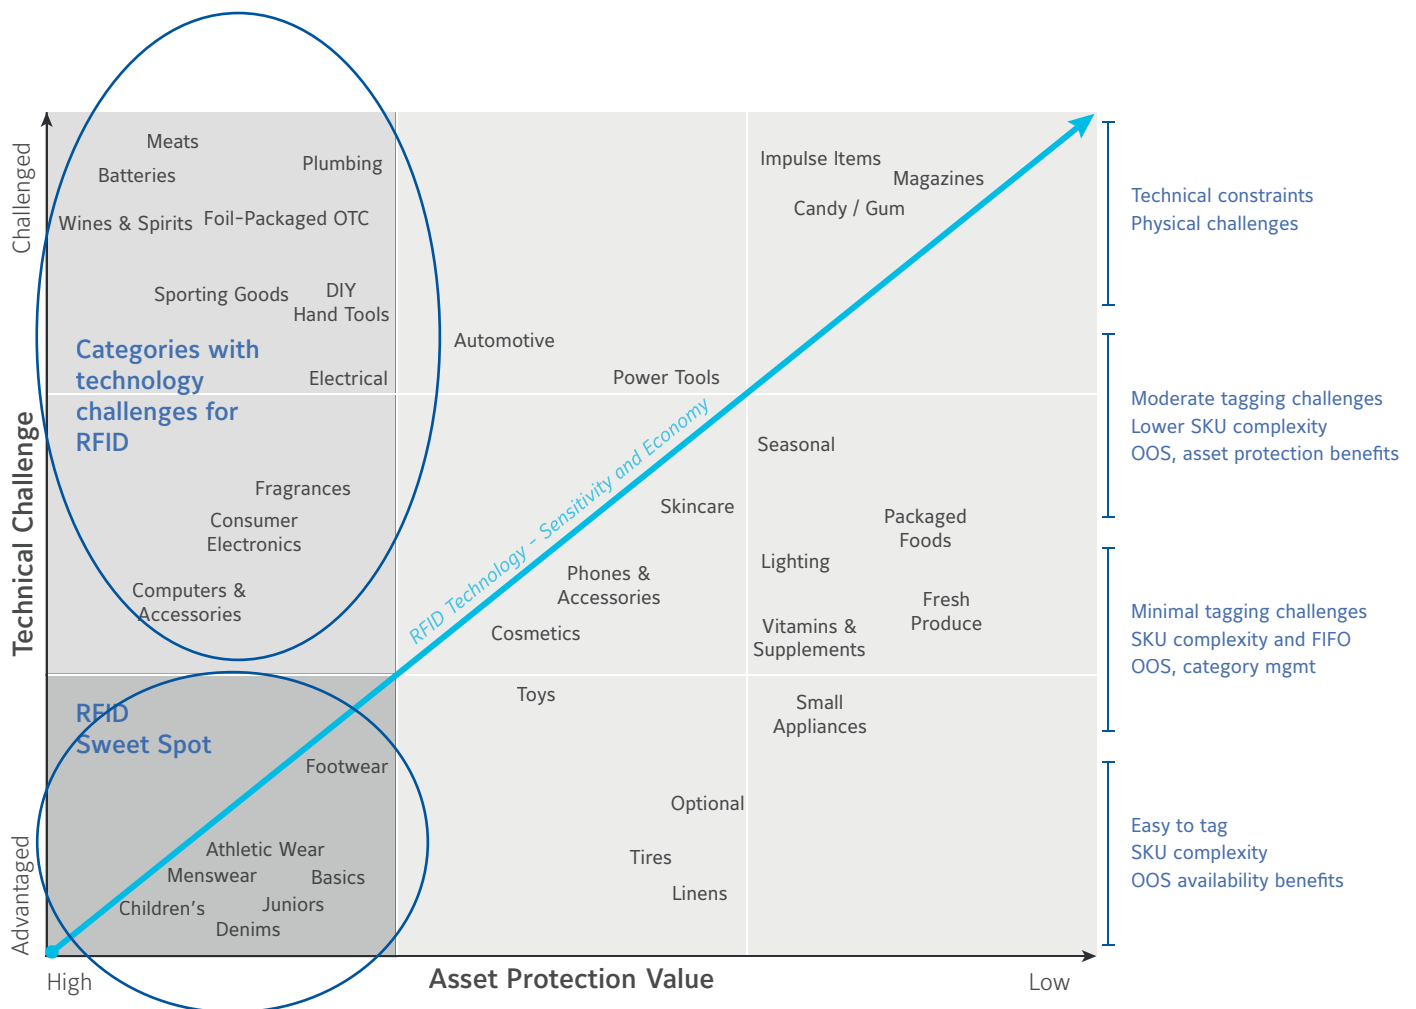 Challenged
Technical Challenge
Advantaged
Meats
Batteries
Plumbing
Wines & Spirits
Foil-Packaged OTC
Sporting Goods
DIY
Hand Tools
Categories with
technology
challenges for
RFID
Electrical
Fragrances
Consumer
Electronics
Computers &
Accessories
Automotive
Power Tools
Impulse Items
Magazines
Candy / Gum
RFID Technology - Sensitivity and Economy
Skincare
Phones &
Accessories
Cosmetics
Seasonal
Packaged
Foods
Lighting
Fresh
Produce
Vitamins &
Supplements
RFID
Sweet Spot
Footwear
Athletic Wear
Menswear
Basics
Children's
Juniors
Denims
Toys
Small
Appliances
Optional
Tires
Linens
High
Asset Protection Value
Low
Technical constraints
Physical challenges
Moderate tagging challenges
Lower SKU complexity
OOS, asset protection benefits
Minimal tagging challenges
SKU complexity and FIFO
OOS, category mgmt
Easy to tag
SKU complexity
OOS availability benefits